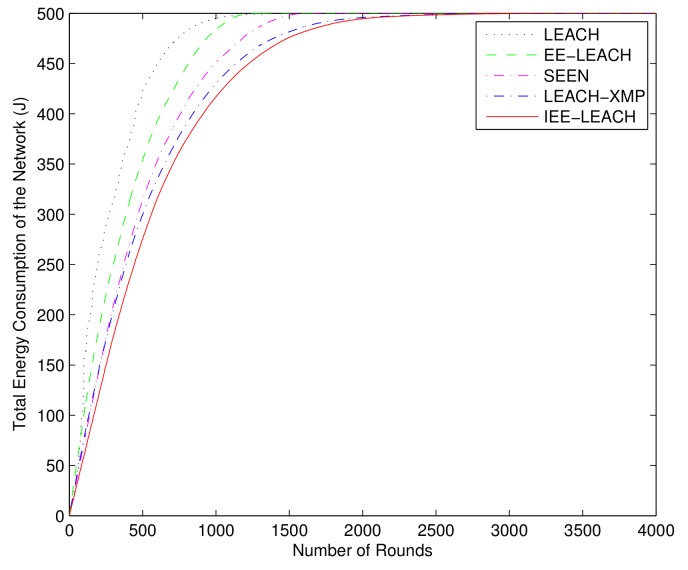 500
450
400
350
300
250
200
150
100
50
0
Total Energy Consumption of the Network (J)
LEACH
EE−LEACH
SEEN
LEACH−XMP
IEE−LEACH
0 500 1000 1500 2000 2500 3000 3500 4000
Number of Rounds